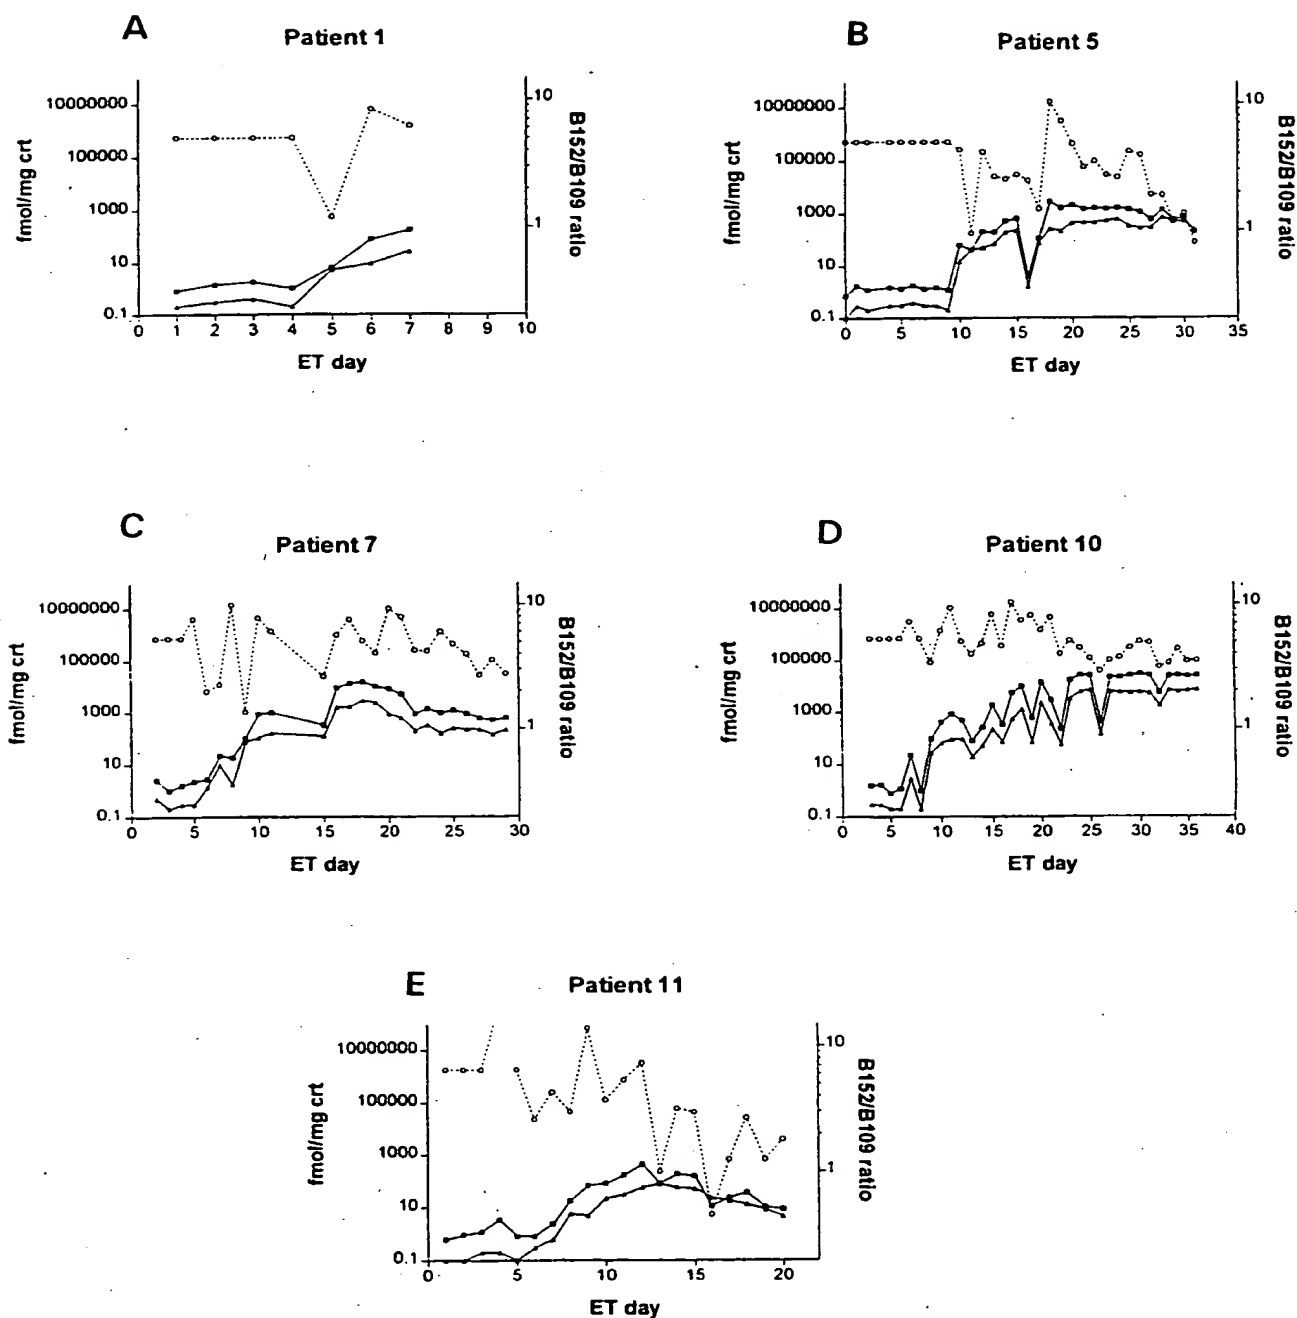 A
Patient 1
10000000
100000
1000
10
0.1
fmol/mg crt
10
1
B152/B109 ratio
0 1 2 3 4 5 6 7 8 9 10
ET day
B
Patient 5
10000000
100000
1000
10
0.1
fmol/mg crt
10
1
B152/B109 ratio
0 5 10 15 20 25 30 35
ET day
C
Patient 7
10000000
100000
1000
10
0.1
fmol/mg crt
10
1
B152/B109 ratio
0 5 10 15 20 25 30
ET day
D
Patient 10
10000000
100000
1000
10
0.1
fmol/mg crt
10
1
B152/B109 ratio
0 5 10 15 20 25 30 35 40
ET day
E
Patient 11
10000000
100000
1000
10
0.1
fmol/mg crt
10
1
B152/B109 ratio
0 5 10 15 20
ET day